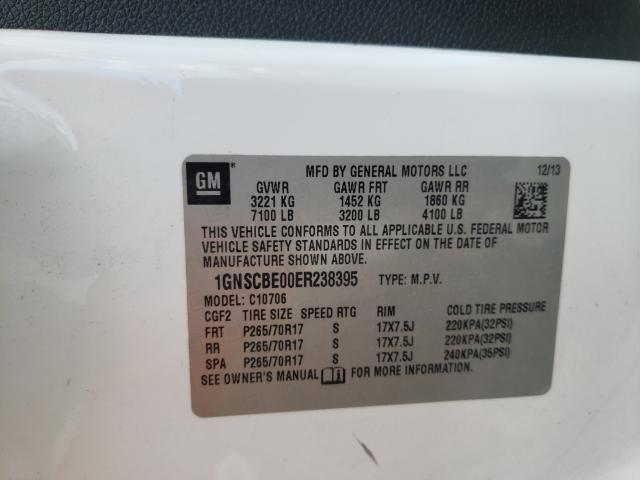 GM ® MFD BY GENERAL MOTORS LLC 12/13
GVWR GAWR FRT GAWR RR
3221 KG 1452 KG 1860 KG
7100 LB 3200 LB 4100 LB
THIS VEHICLE CONFORMS TO ALL APPLICABLE U.S. FEDERAL MOTOR
VEHICLE SAFETY STANDARDS IN EFFECT ON THE DATE OF
MANUFACTURE SHOWN ABOVE.
1GNSCBE00ER238395 TYPE: M.P.V.
MODEL: C10706
CGF2 TIRE SIZE SPEED RTG RIM COLD TIRE PRESSURE
FRT P265/70R17 S 17X7.5J 220KPA(32PSI)
RR P265/70R17 S 17X7.5J 220KPA(32PSI)
SPA P265/70R17 S 17X7.5J 240KPA(35PSI)
SEE OWNER'S MANUAL FOR MORE INFORMATION.